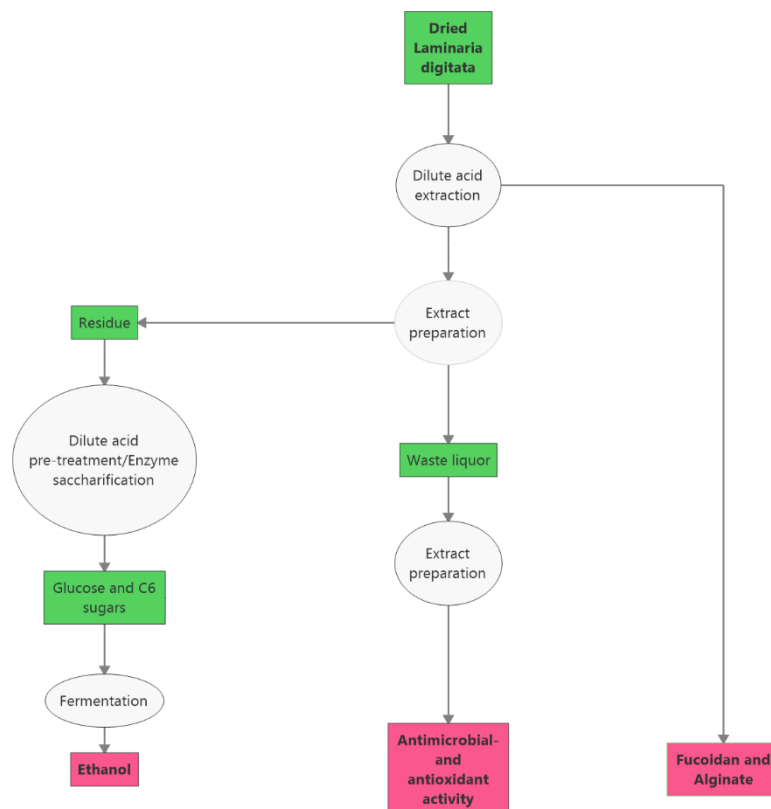 Dried
Laminaria
digitata
Dilute acid
extraction
Extract
preparation
Residue
Dilute acid
pre-treatment/Enzyme
saccharification
Waste liquor
Extract
preparation
Glucose and C6
sugars
Fermentation
Ethanol
Antimicrobial-
and
antioxidant
activity
Fucoidan and
Alginate